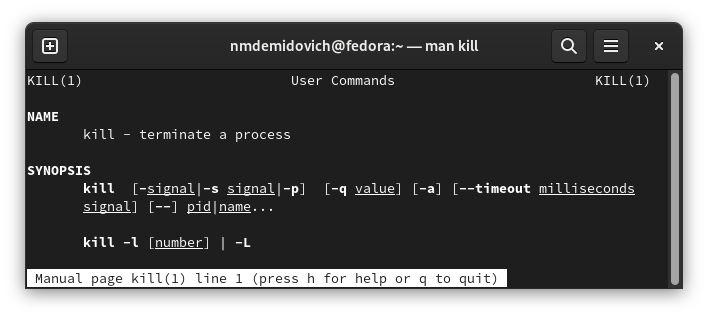 nmdemidovich@fedora:~ — man kill
KILL(1) User Commands KILL(1)
NAME
kill - terminate a process
SYNOPSIS
kill [-signal|-s signal|-p] [-q value] [-a] [--timeout milliseconds
signal] [--] pid|name...
kill -l [number] | -L
Manual page kill(1) line 1 (press h for help or q to quit)